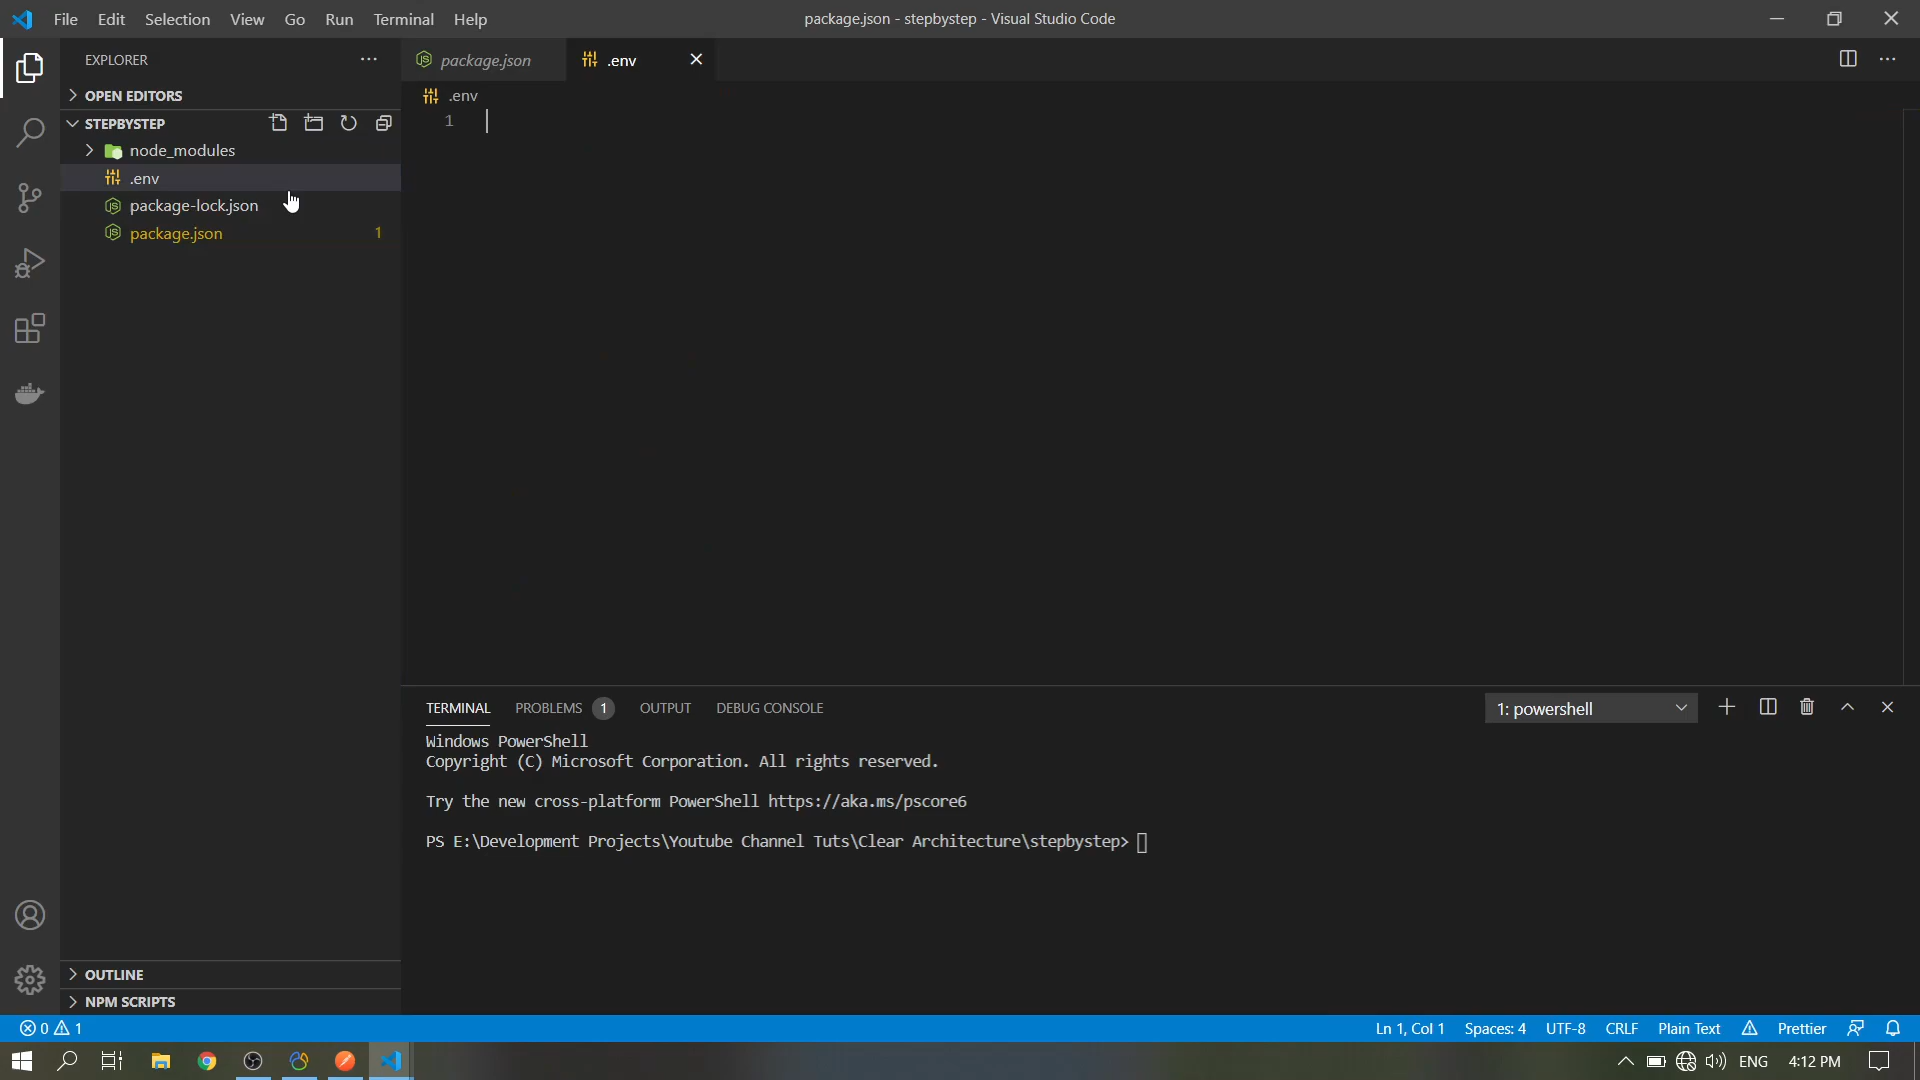 File Edit Selection View Go Run Terminal Help
package.json - stepbystep - Visual Studio Code
EXPLORER
package.json
.env
OPEN EDITORS
.env
STEPBYSTEP
1
node_modules
.env
package-lock.json
package.json 1
TERMINAL PROBLEMS 1 OUTPUT DEBUG CONSOLE
1: powershell
Windows PowerShell
Copyright (C) Microsoft Corporation. All rights reserved.
Try the new cross-platform PowerShell https://aka.ms/pscore6
PS E:\Development Projects\Youtube Channel Tuts\Clear Architecture\stepbystep>
OUTLINE
NPM SCRIPTS
0 1
Ln 1, Col 1 Spaces: 4 UTF-8 CRLF Plain Text Prettier
ENG 4:12 PM